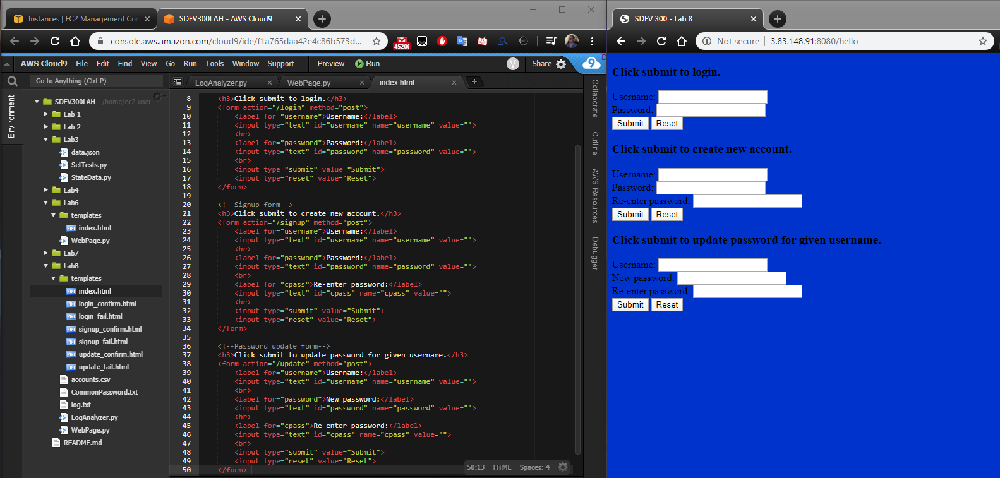 Instances | EC2 Management Con
SDEV300LAH - AWS Cloud9
console.aws.amazon.com/cloud9/ide/f1a765daa42e4c86b573d...
45200
AWS Cloud9 File Edit Find View Go Run Tools Window Support Preview Run V Share 9
Go to Anything (Ctrl-P)
Environment
SDEV300LAH - /home/ec2-user
Lab 1
Lab 2
Lab3
data.json
SetTests.py
StateData.py
Lab4
Lab6
templates
index.html
WebPage.py
Lab7
Lab8
templates
index.html
login_confirm.html
login_fail.html
signup_confirm.html
signup_fail.html
update_confirm.html
update_fail.html
accounts.csv
CommonPassword.txt
log.txt
LogAnalyzer.py
WebPage.py
README.md
LogAnalyzer.py WebPage.py index.html
8 <h3>Click submit to login.</h3>
9 <form action="/login" method="post">
10 <label for="username">Username:</label>
11 <input type="text" id="username" name="username" value="">
12 <br>
13 <label for="password">Password:</label>
14 <input type="text" id="password" name="password" value="">
15 <br>
16 <input type="submit" value="Submit">
17 <input type="reset" value="Reset">
18 </form>
19
20 <!--Signup form-->
21 <h3>Click submit to create new account.</h3>
22 <form action="/signup" method="post">
23 <label for="username">Username:</label>
24 <input type="text" id="username" name="username" value="">
25 <br>
26 <label for="password">Password:</label>
27 <input type="text" id="password" name="password" value="">
28 <br>
29 <label for="cpass">Re-enter password:</label>
30 <input type="text" id="cpass" name="cpass" value="">
31 <br>
32 <input type="submit" value="Submit">
33 <input type="reset" value="Reset">
34 </form>
35
36 <!--Password update form-->
37 <h3>Click submit to update password for given username.</h3>
38 <form action="/update" method="post">
39 <label for="username">Username:</label>
40 <input type="text" id="username" name="username" value="">
41 <br>
42 <label for="password">New password:</label>
43 <input type="text" id="password" name="password" value="">
44 <br>
45 <label for="cpass">Re-enter password:</label>
46 <input type="text" id="cpass" name="cpass" value="">
47 <br>
48 <input type="submit" value="Submit">
49 <input type="reset" value="Reset">
50 </form>
50:13 HTML Spaces: 4
Collaborate
Outline
AWS Resources
Debugger
SDEV 300 - Lab 8
Not secure | 3.83.148.91:8080/hello
Click submit to login.
Username:
Password:
Submit Reset
Click submit to create new account.
Username:
Password:
Re-enter password:
Submit Reset
Click submit to update password for given username.
Username:
New password:
Re-enter password:
Submit Reset